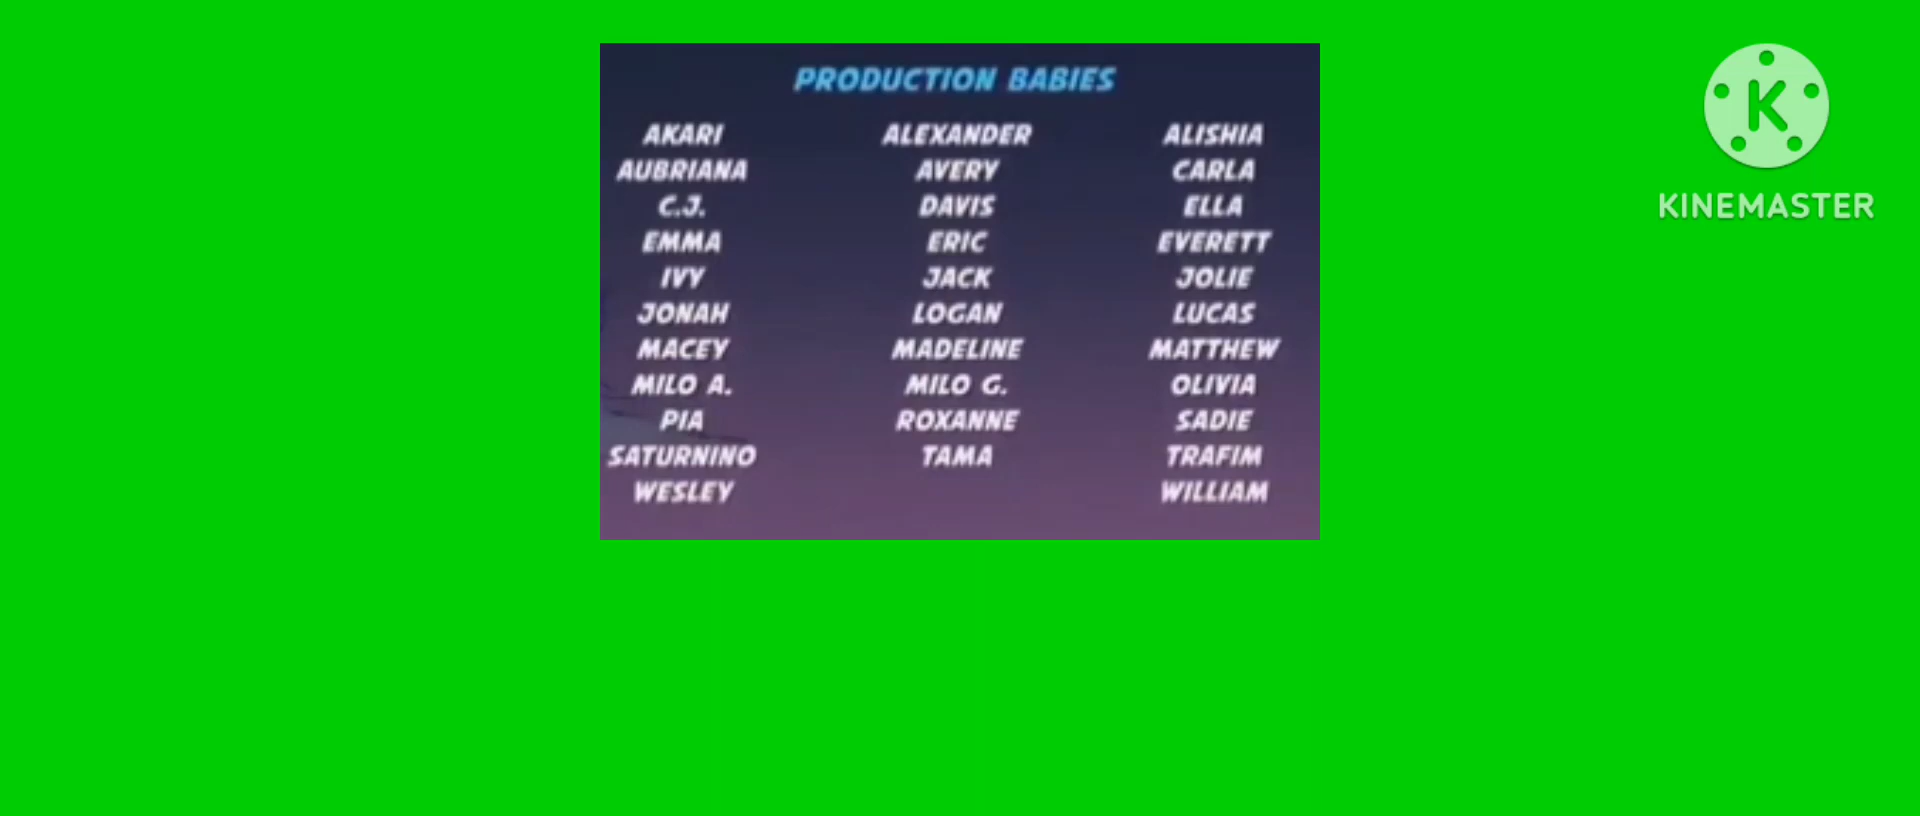 PRODUCTION BABIES
AKARI ALEXANDER ALISHIA
AUBRIANA AVERY CARLA
C.J. DAVIS ELLA
EMMA ERIC EVERETT
IVY JACK JOLIE
JONAH LOGAN LUCAS
MACEY MADELINE MATTHEW
MILO A. MILO G. OLIVIA
PIA ROXANNE SADIE
SATURNINO TAMA TRAFIM
WESLEY WILLIAM
K
KINEMASTER